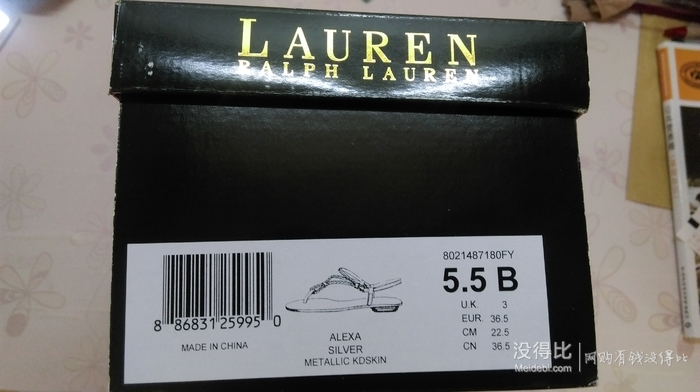 LAUREN
RALPH LAUREN
8021487180FY
5.5 B
U.K. 3
EUR. 36.5
CM 22.5
CN 36.5
8 86831 25995 0
MADE IN CHINA
ALEXA
SILVER
METALLIC KDSKIN
没得比
Meidebi.com
网购有钱没得比